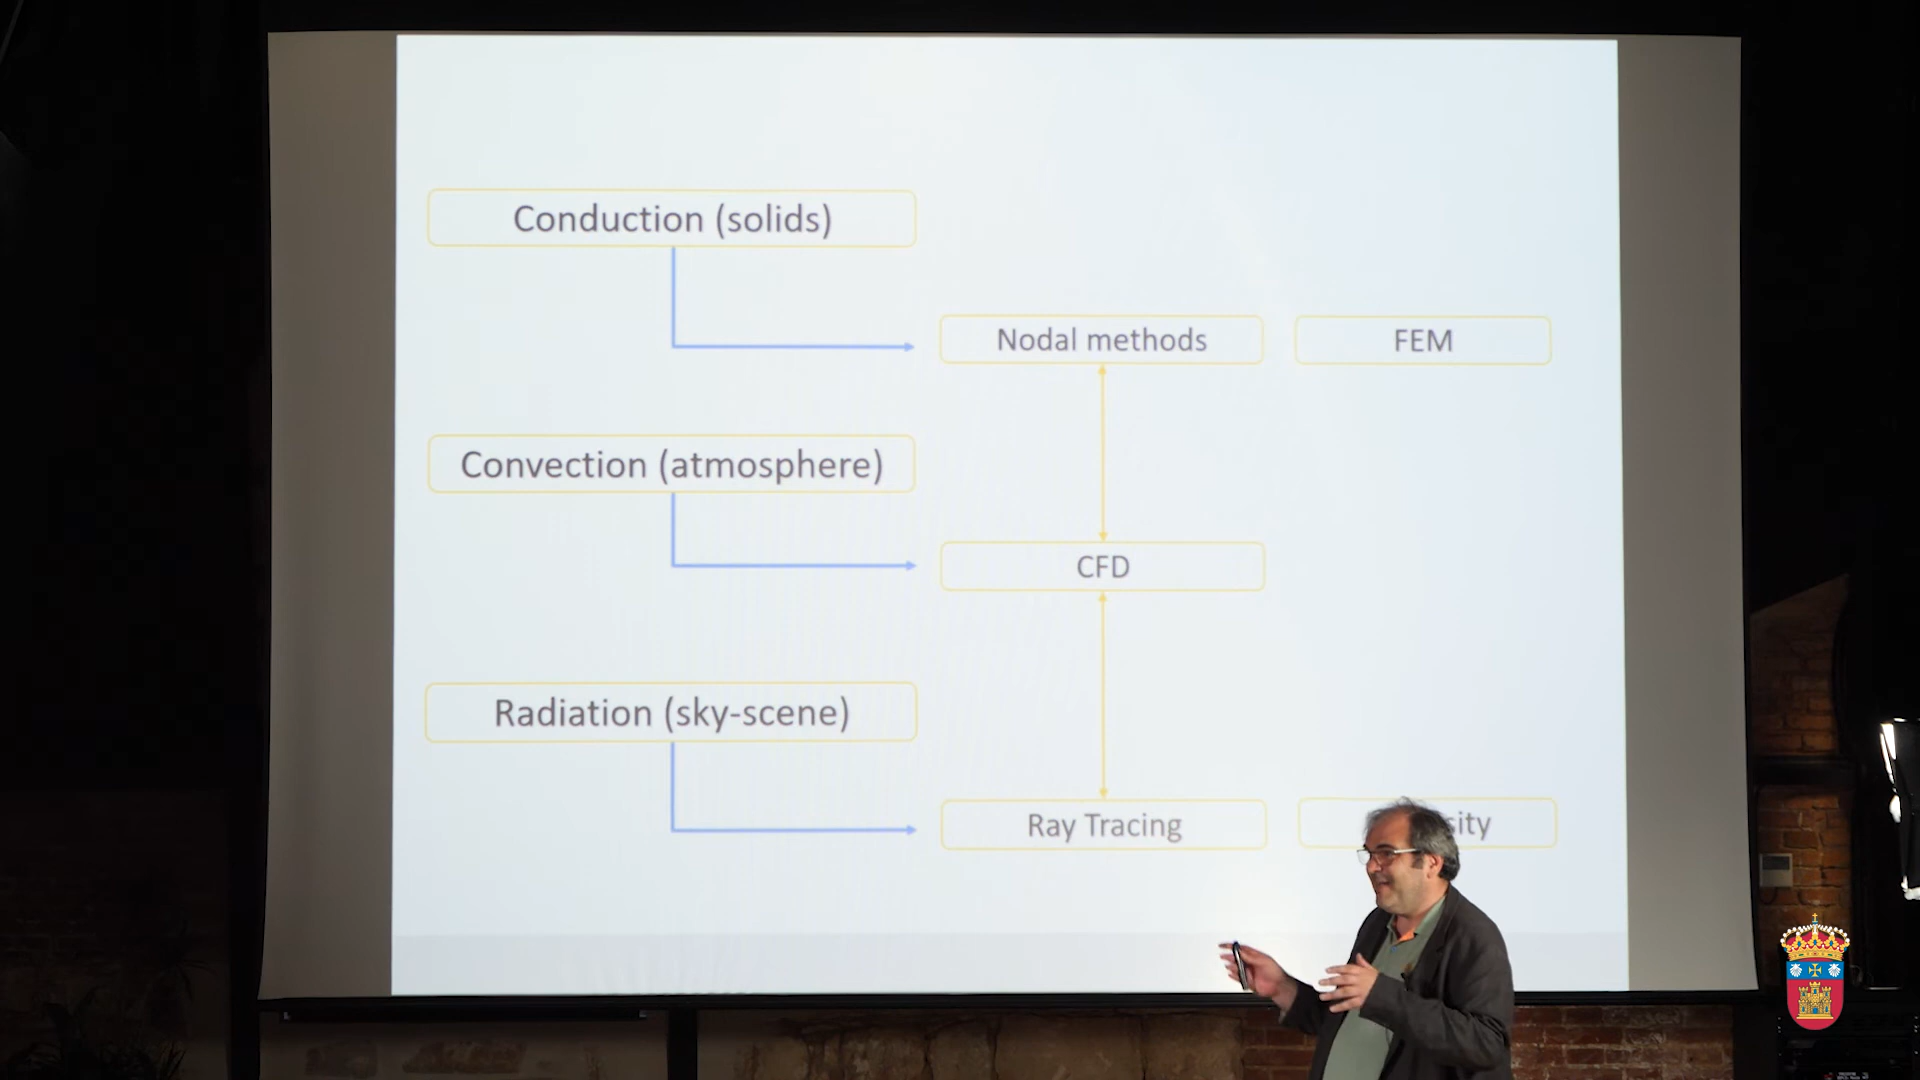 Conduction (solids)
Nodal methods
FEM
Convection (atmosphere)
CFD
Radiation (sky-scene)
Ray Tracing